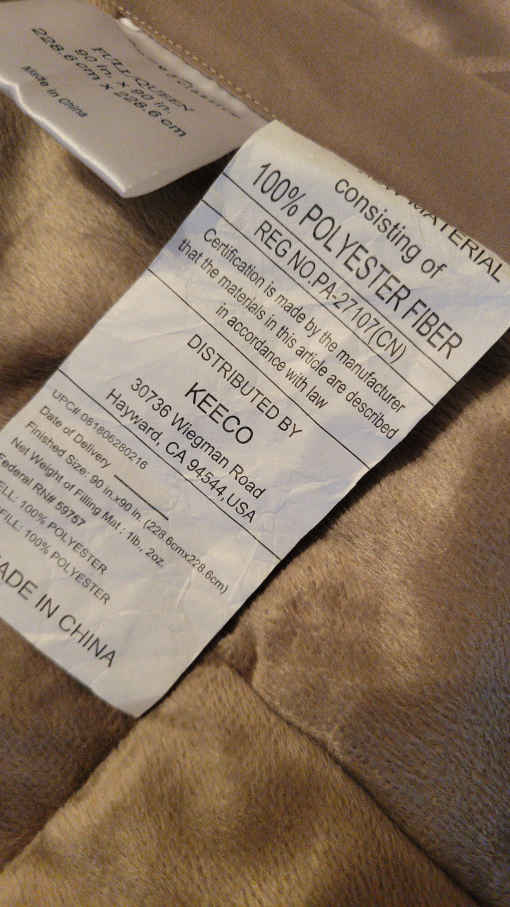 FULL-QUEEN
90 in. x 90 in.
228.6 cm x 228.6 cm
Made in China
MATERIAL
consisting of
100% POLYESTER FIBER
REG NO.PA-27107(CN)
Certification is made by the manufacturer
that the materials in this article are described
in accordance with law
DISTRIBUTED BY
KEECO
30736 Wiegman Road
Hayward, CA 94544,USA
UPC# 061806280216
Date of Delivery
Finished Size: 90 in.x90 in. (228.6cmx228.6cm)
Net Weight of Filling Mat.: 1lb., 2oz.
Federal RN# 59757
ELL: 100% POLYESTER
FILL: 100% POLYESTER
ADE IN CHINA